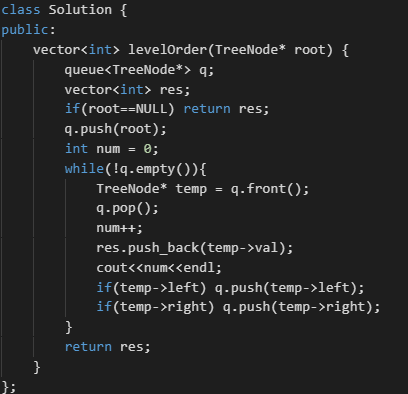 class Solution {
public:
    vector<int> levelOrder(TreeNode* root) {
        queue<TreeNode*> q;
        vector<int> res;
        if(root==NULL) return res;
        q.push(root);
        int num = 0;
        while(!q.empty()){
            TreeNode* temp = q.front();
            q.pop();
            num++;
            res.push_back(temp->val);
            cout<<num<<endl;
            if(temp->left) q.push(temp->left);
            if(temp->right) q.push(temp->right);
        }
        return res;
    }
};